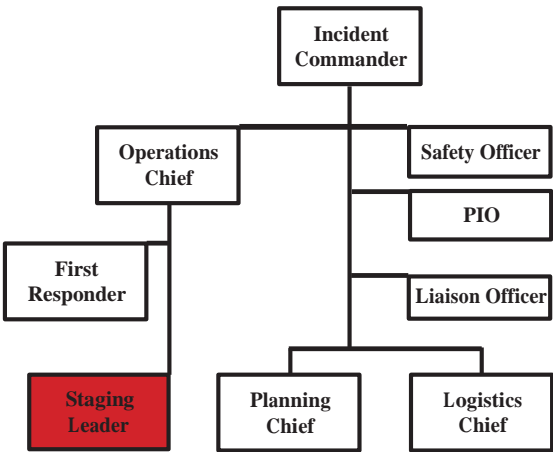 Incident
Commander
Operations
Chief
Safety Officer
PIO
First
Responder
Liaison Officer
Staging
Leader
Planning
Chief
Logistics
Chief